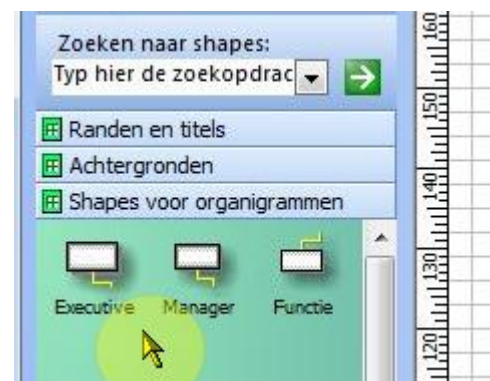 Zoeken naar shapes:
Typ hier de zoekopdrac
Randen en titels
Achtergronden
Shapes voor organigrammen
Executive Manager Functie
160
150
140
130
120